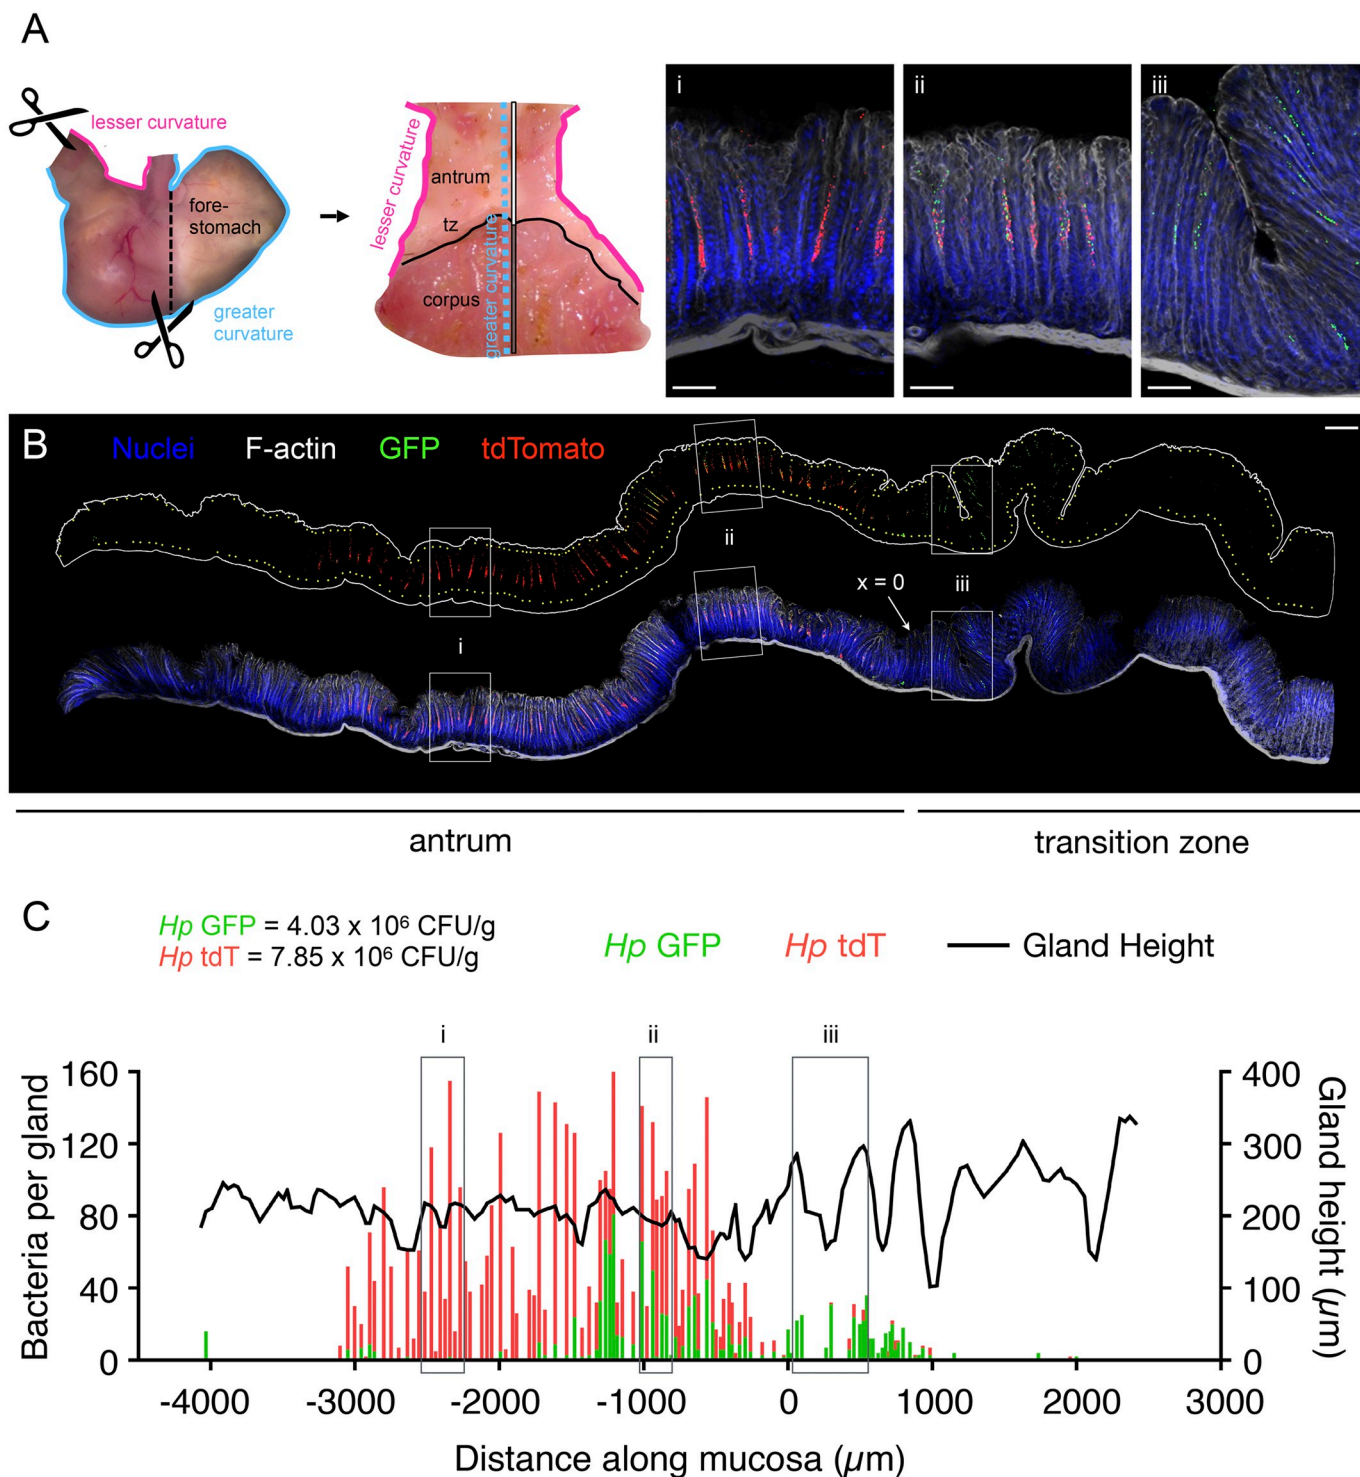 A
lesser curvature
fore-
stomach
greater
curvature
lesser curvature
antrum
tz
corpus
greater curvature
i
ii
iii
B
Nuclei
F-actin
GFP
tdTomato
ii
x = 0
iii
i
antrum
transition zone
C
Hp GFP = 4.03 x 10⁶ CFU/g
Hp tdT = 7.85 x 10⁶ CFU/g
Hp GFP
Hp tdT
Gland Height
i
ii
iii
Bacteria per gland
160
120
80
40
0
400
300
200
100
0
Gland height (µm)
-4000
-3000
-2000
-1000
0
1000
2000
3000
Distance along mucosa (µm)